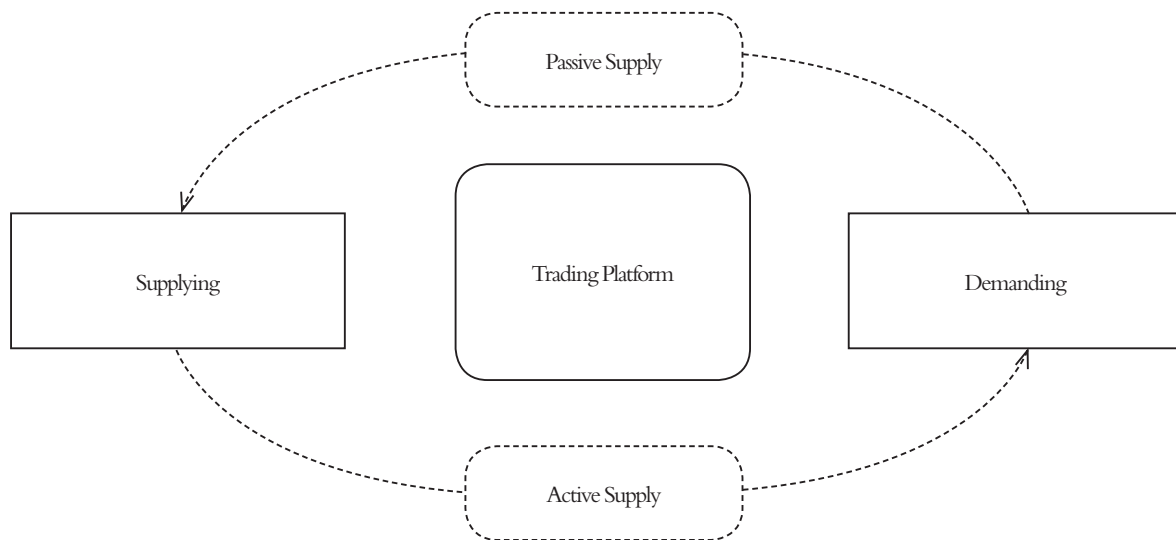 Passive Supply
Supplying
Trading Platform
Demanding
Active Supply